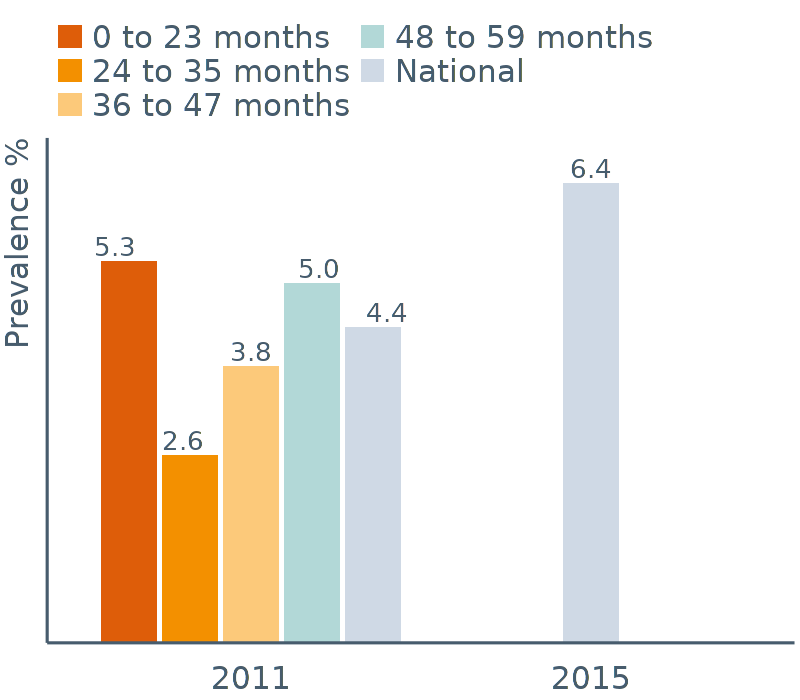 0 to 23 months
24 to 35 months
36 to 47 months
48 to 59 months
National
Prevalence %
5.3
2.6
3.8
5.0
4.4
6.4
2011
2015